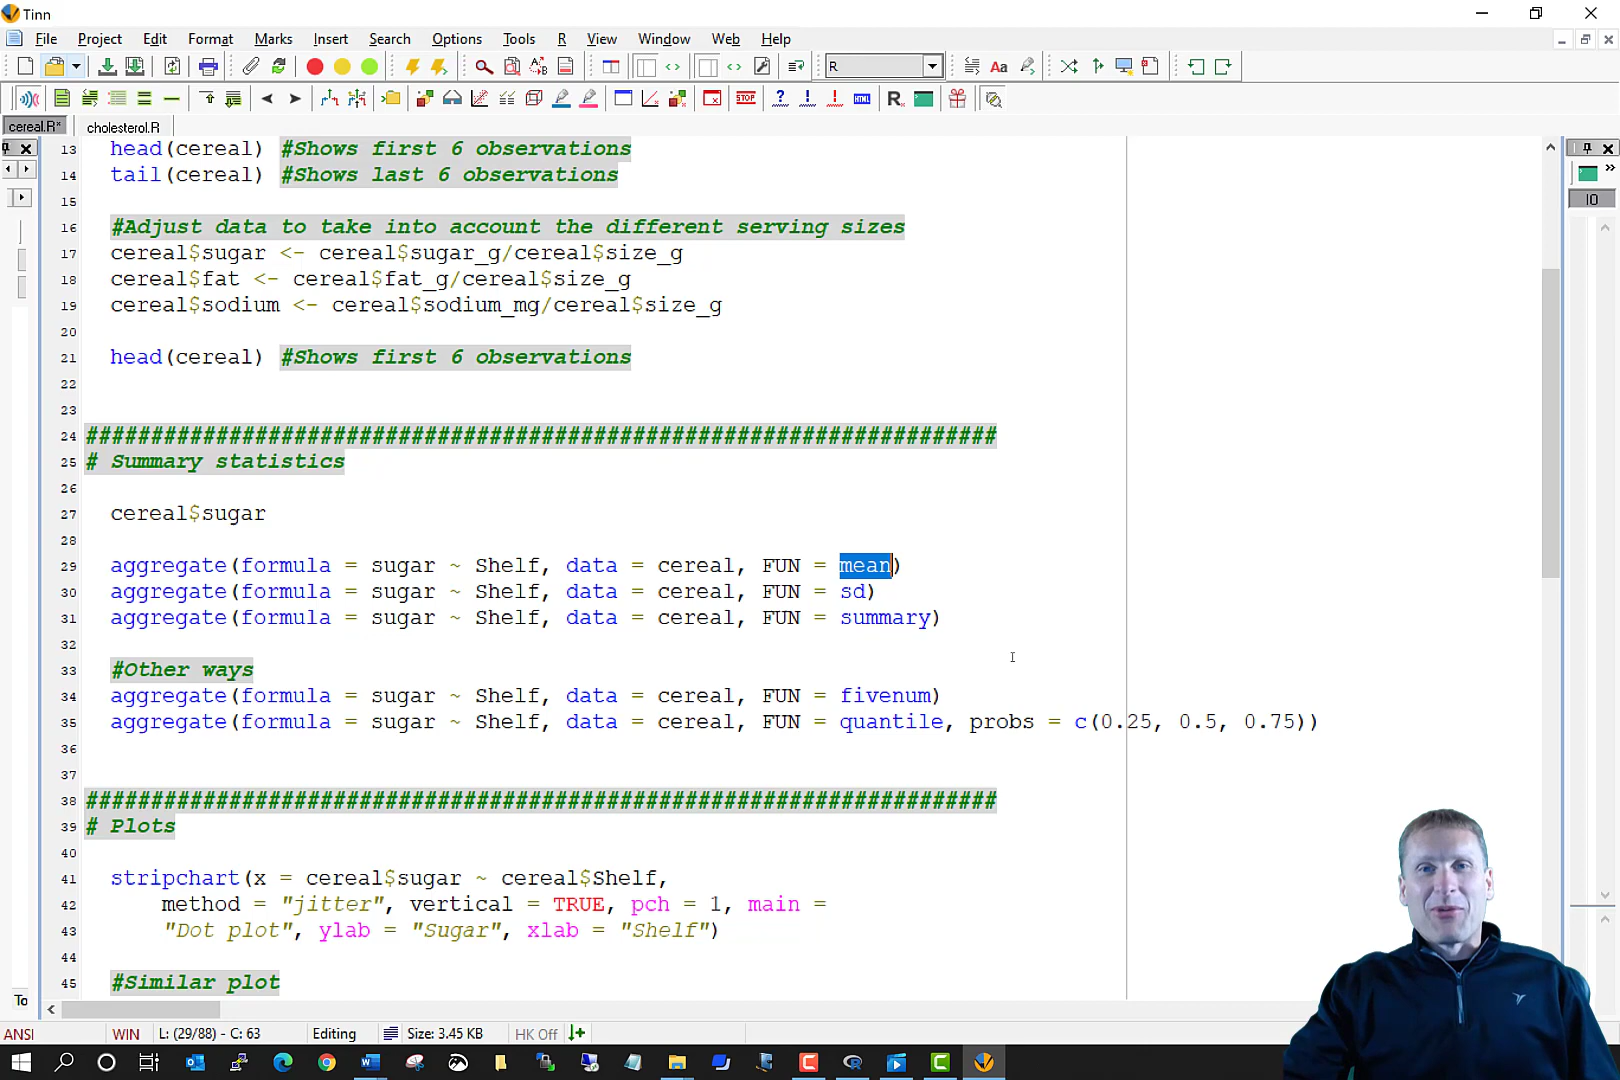 Tinn
File Project Edit Format Marks Insert Search Options Tools R View Window Web Help
R
cereal.R* cholesterol.R
13 head(cereal) #Shows first 6 observations
14 tail(cereal) #Shows last 6 observations
15
16 #Adjust data to take into account the different serving sizes
17 cereal$sugar <- cereal$sugar_g/cereal$size_g
18 cereal$fat <- cereal$fat_g/cereal$size_g
19 cereal$sodium <- cereal$sodium_mg/cereal$size_g
20
21 head(cereal) #Shows first 6 observations
22
23
24 ######################################################################
25 # Summary statistics
26
27 cereal$sugar
28
29 aggregate(formula = sugar ~ Shelf, data = cereal, FUN = mean)
30 aggregate(formula = sugar ~ Shelf, data = cereal, FUN = sd)
31 aggregate(formula = sugar ~ Shelf, data = cereal, FUN = summary)
32
33 #Other ways
34 aggregate(formula = sugar ~ Shelf, data = cereal, FUN = fivenum)
35 aggregate(formula = sugar ~ Shelf, data = cereal, FUN = quantile, probs = c(0.25, 0.5, 0.75))
36
37
38 ######################################################################
39 # Plots
40
41 stripchart(x = cereal$sugar ~ cereal$Shelf,
42 method = "jitter", vertical = TRUE, pch = 1, main =
43 "Dot plot", ylab = "Sugar", xlab = "Shelf")
44
45 #Similar plot
IO
To
ANSI WIN L: (29/88) - C: 63 Editing Size: 3.45 KB HK Off